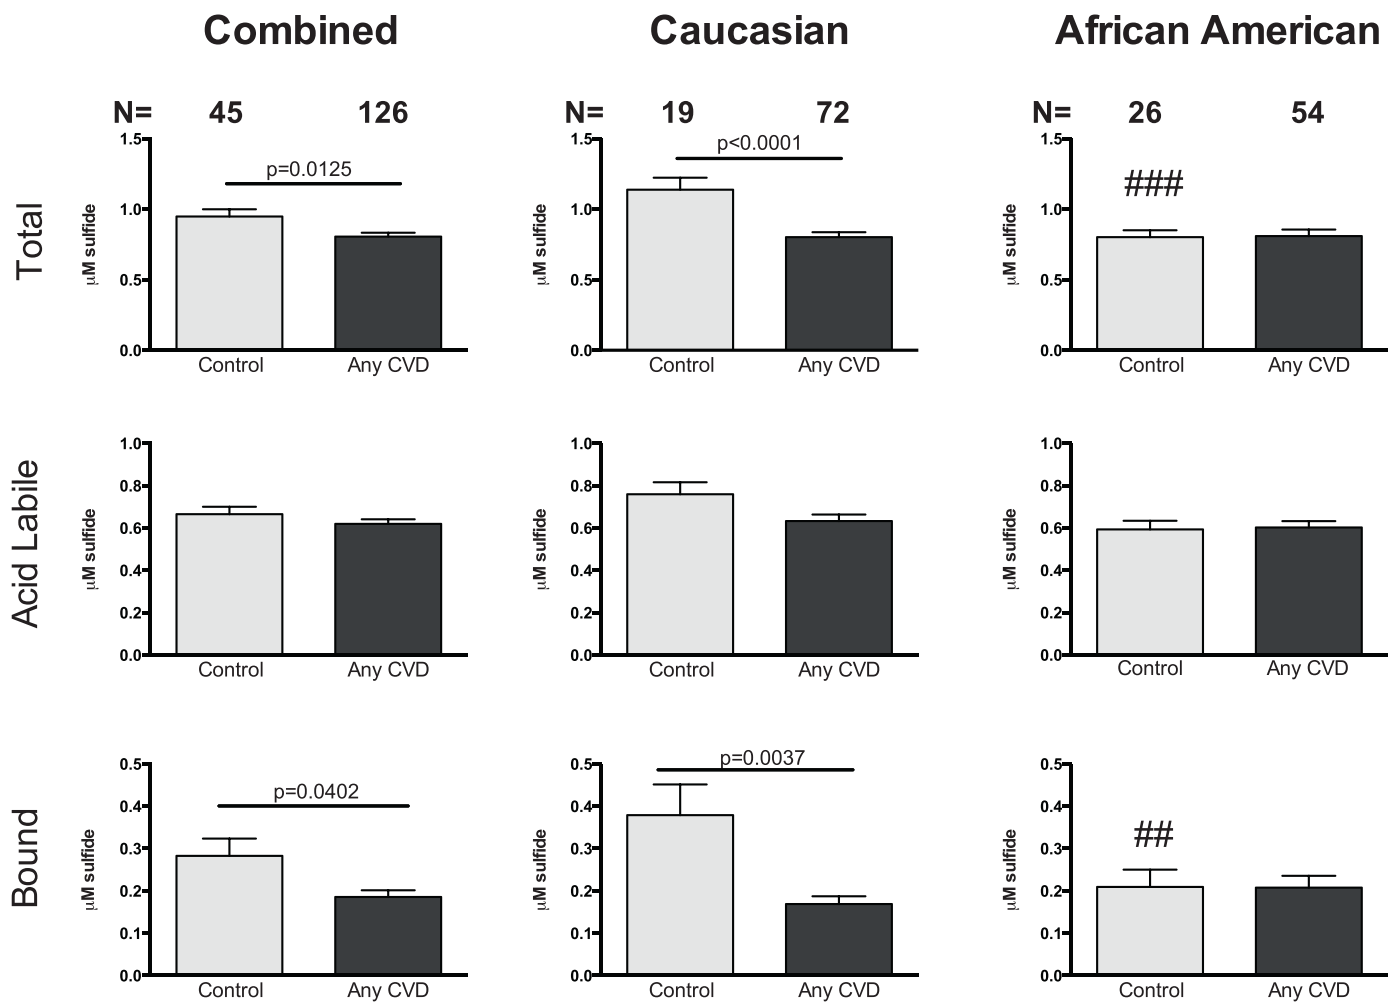 Combined Caucasian African American
N= 45 126 N= 19 72 N= 26 54
Total
μM sulfide
1.5
1.0
0.5
0.0
p=0.0125
Control Any CVD
μM sulfide
1.5
1.0
0.5
0.0
p<0.0001
Control Any CVD
μM sulfide
1.5
1.0
0.5
0.0
###
Control Any CVD
Acid Labile
μM sulfide
1.0
0.8
0.6
0.4
0.2
0.0
Control Any CVD
μM sulfide
1.0
0.8
0.6
0.4
0.2
0.0
Control Any CVD
μM sulfide
1.0
0.8
0.6
0.4
0.2
0.0
Control Any CVD
Bound
μM sulfide
0.5
0.4
0.3
0.2
0.1
0.0
p=0.0402
Control Any CVD
μM sulfide
0.5
0.4
0.3
0.2
0.1
0.0
p=0.0037
Control Any CVD
μM sulfide
0.5
0.4
0.3
0.2
0.1
0.0
##
Control Any CVD